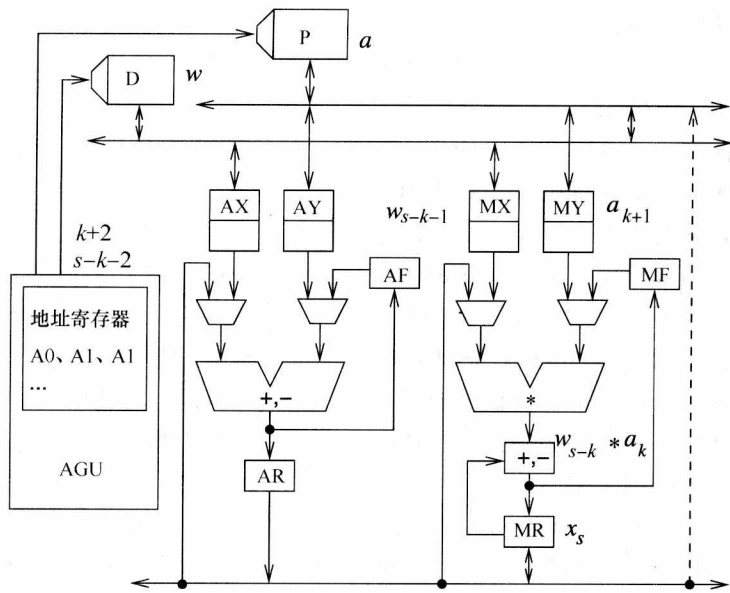 P
a
D
w
AX
AY
w_{s-k-1}
MX
MY
a_{k+1}
k+2
s-k-2
AF
MF
地址寄存器
A0、A1、A1
...
+,-
*
AGU
AR
+,-
w_{s-k} * a_k
MR
x_s